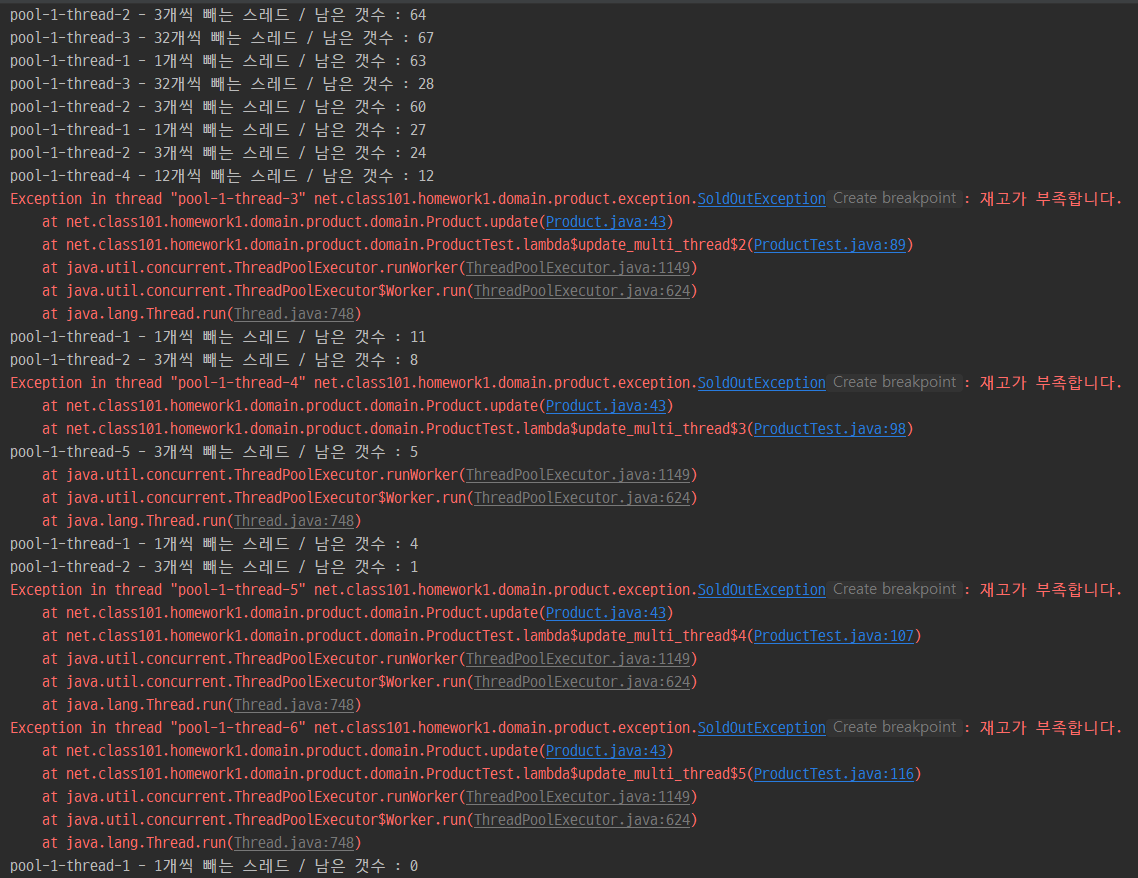 pool-1-thread-2 - 3개씩 빼는 스레드 / 남은 갯수 : 64
pool-1-thread-3 - 32개씩 빼는 스레드 / 남은 갯수 : 67
pool-1-thread-1 - 1개씩 빼는 스레드 / 남은 갯수 : 63
pool-1-thread-3 - 32개씩 빼는 스레드 / 남은 갯수 : 28
pool-1-thread-2 - 3개씩 빼는 스레드 / 남은 갯수 : 60
pool-1-thread-1 - 1개씩 빼는 스레드 / 남은 갯수 : 27
pool-1-thread-2 - 3개씩 빼는 스레드 / 남은 갯수 : 24
pool-1-thread-4 - 12개씩 빼는 스레드 / 남은 갯수 : 12
Exception in thread "pool-1-thread-3" net.class101.homework1.domain.product.exception.SoldOutException Create breakpoint : 재고가 부족합니다.
    at net.class101.homework1.domain.product.domain.Product.update(Product.java:43)
    at net.class101.homework1.domain.product.domain.ProductTest.lambda$update_multi_thread$2(ProductTest.java:89)
    at java.util.concurrent.ThreadPoolExecutor.runWorker(ThreadPoolExecutor.java:1149)
    at java.util.concurrent.ThreadPoolExecutor$Worker.run(ThreadPoolExecutor.java:624)
    at java.lang.Thread.run(Thread.java:748)
pool-1-thread-1 - 1개씩 빼는 스레드 / 남은 갯수 : 11
pool-1-thread-2 - 3개씩 빼는 스레드 / 남은 갯수 : 8
Exception in thread "pool-1-thread-4" net.class101.homework1.domain.product.exception.SoldOutException Create breakpoint : 재고가 부족합니다.
    at net.class101.homework1.domain.product.domain.Product.update(Product.java:43)
    at net.class101.homework1.domain.product.domain.ProductTest.lambda$update_multi_thread$3(ProductTest.java:98)
pool-1-thread-5 - 3개씩 빼는 스레드 / 남은 갯수 : 5
    at java.util.concurrent.ThreadPoolExecutor.runWorker(ThreadPoolExecutor.java:1149)
    at java.util.concurrent.ThreadPoolExecutor$Worker.run(ThreadPoolExecutor.java:624)
    at java.lang.Thread.run(Thread.java:748)
pool-1-thread-1 - 1개씩 빼는 스레드 / 남은 갯수 : 4
pool-1-thread-2 - 3개씩 빼는 스레드 / 남은 갯수 : 1
Exception in thread "pool-1-thread-5" net.class101.homework1.domain.product.exception.SoldOutException Create breakpoint : 재고가 부족합니다.
    at net.class101.homework1.domain.product.domain.Product.update(Product.java:43)
    at net.class101.homework1.domain.product.domain.ProductTest.lambda$update_multi_thread$4(ProductTest.java:107)
    at java.util.concurrent.ThreadPoolExecutor.runWorker(ThreadPoolExecutor.java:1149)
    at java.util.concurrent.ThreadPoolExecutor$Worker.run(ThreadPoolExecutor.java:624)
    at java.lang.Thread.run(Thread.java:748)
Exception in thread "pool-1-thread-6" net.class101.homework1.domain.product.exception.SoldOutException Create breakpoint : 재고가 부족합니다.
    at net.class101.homework1.domain.product.domain.Product.update(Product.java:43)
    at net.class101.homework1.domain.product.domain.ProductTest.lambda$update_multi_thread$5(ProductTest.java:116)
    at java.util.concurrent.ThreadPoolExecutor.runWorker(ThreadPoolExecutor.java:1149)
    at java.util.concurrent.ThreadPoolExecutor$Worker.run(ThreadPoolExecutor.java:624)
    at java.lang.Thread.run(Thread.java:748)
pool-1-thread-1 - 1개씩 빼는 스레드 / 남은 갯수 : 0